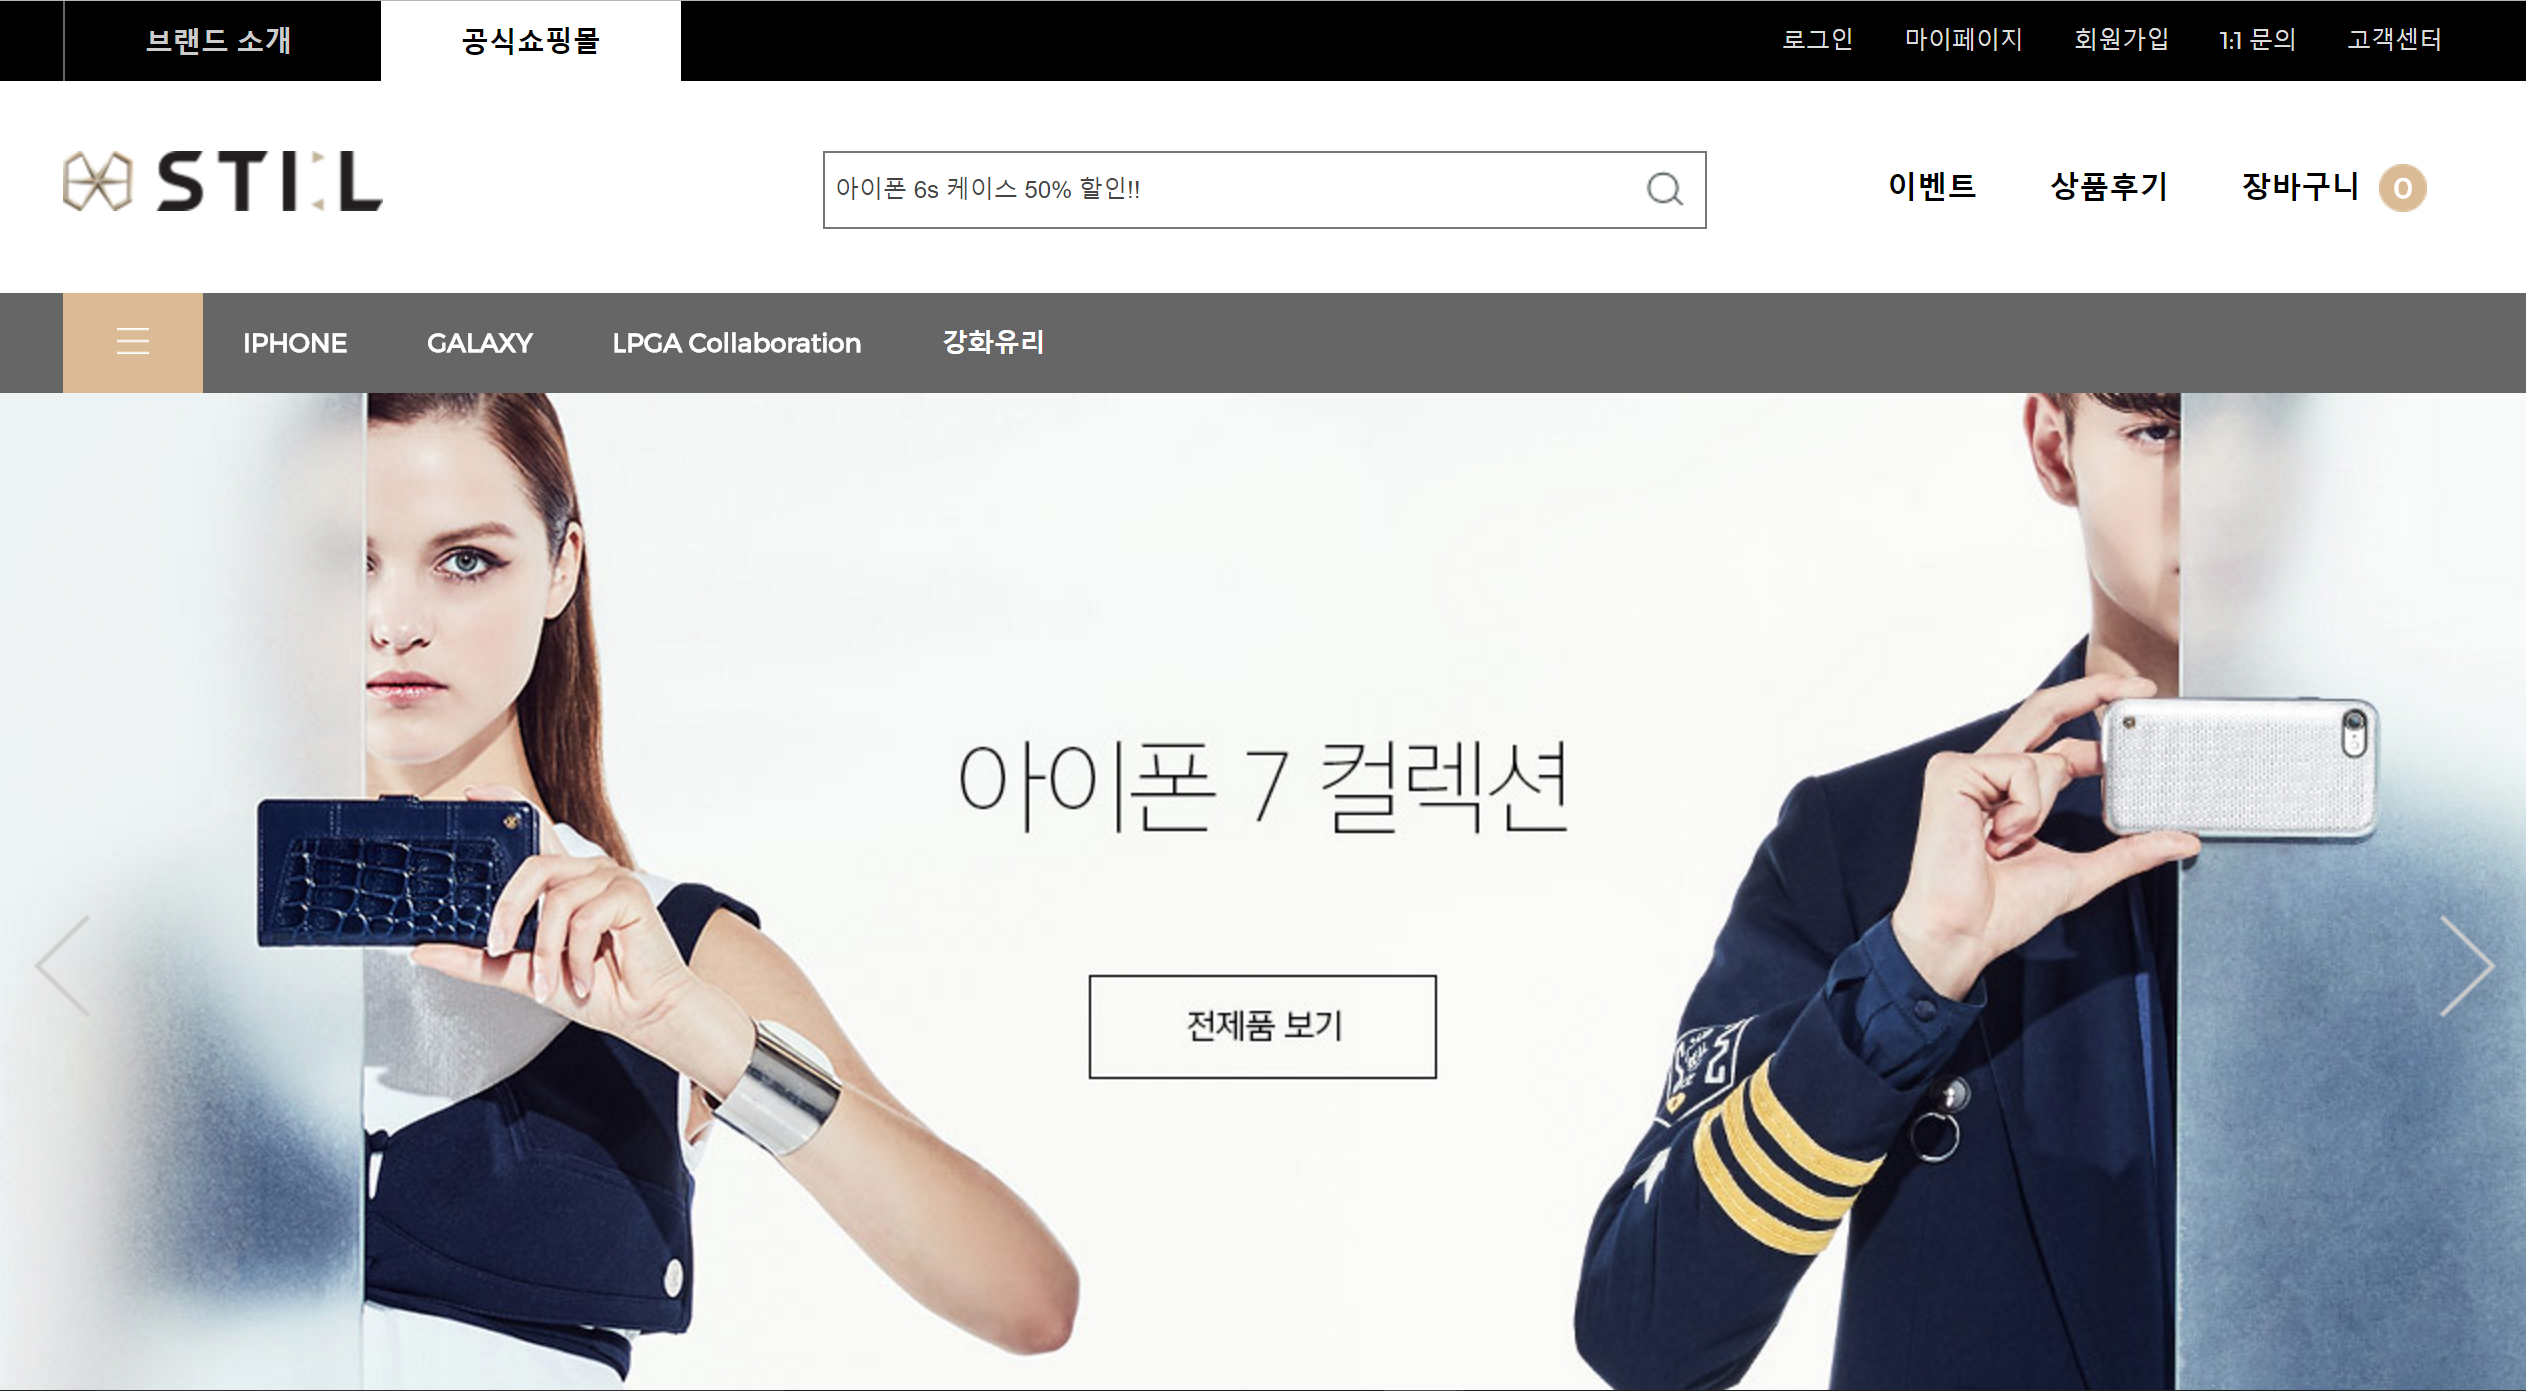 브랜드 소개
공식쇼핑몰
로그인
마이페이지
회원가입
1:1 문의
고객센터
STI:L
아이폰 6s 케이스 50% 할인!!
이벤트
상품후기
장바구니 0
IPHONE
GALAXY
LPGA Collaboration
강화유리
아이폰 7 컬렉션
전제품 보기